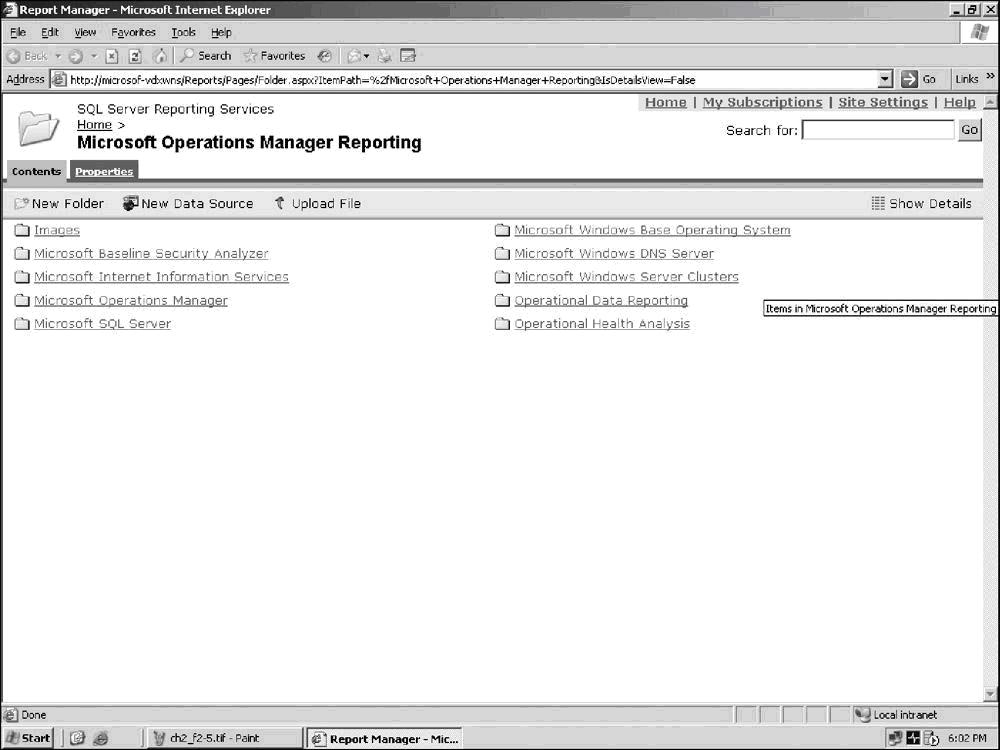 Report Manager - Microsoft Internet Explorer
File Edit View Favorites Tools Help
Back Search Favorites
Address http://microsof-vdxwns/Reports/Pages/Folder.aspx?ItemPath=%2fMicrosoft+Operations+Manager+Reporting&IsDetailsView=False Go Links »
SQL Server Reporting Services
Home | My Subscriptions | Site Settings | Help
Home >
Microsoft Operations Manager Reporting
Search for: Go
Contents Properties
New Folder New Data Source Upload File Show Details
Images Microsoft Windows Base Operating System
Microsoft Baseline Security Analyzer Microsoft Windows DNS Server
Microsoft Internet Information Services Microsoft Windows Server Clusters
Microsoft Operations Manager Operational Data Reporting
Items in Microsoft Operations Manager Reporting
Microsoft SQL Server Operational Health Analysis
Done Local intranet
Start ch2_f2-5.tif - Paint Report Manager - Mic... 6:02 PM